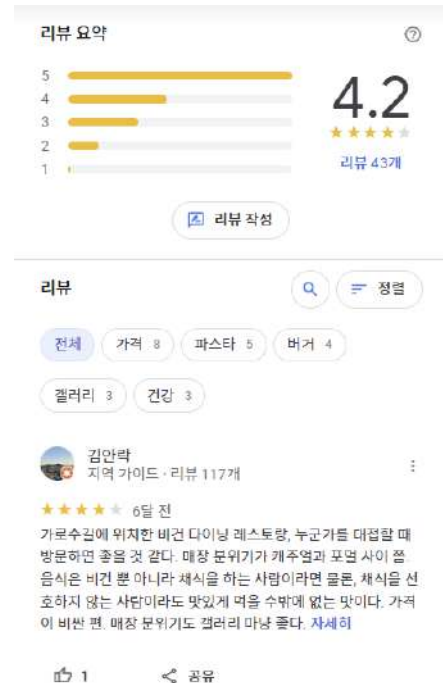 리뷰 요약
5
4
3
2
1
4.2
리뷰 43개
리뷰 작성
리뷰
정렬
전체
가격 8
파스타 5
버거 4
갤러리 3
건강 3
김안락
지역 가이드 · 리뷰 117개
6달 전
가로수길에 위치한 비건 다이닝 레스토랑, 누군가를 대접할 때
방문하면 좋을 것 같다. 매장 분위기가 캐주얼과 포멀 사이 쯤.
음식은 비건 뿐 아니라 채식을 하는 사람이라면 물론, 채식을 선
호하지 않는 사람이라도 맛있게 먹을 수밖에 없는 맛이다. 가격
이 비싼 편. 매장 분위기도 갤러리 마냥 좋다. 자세히
1
공유